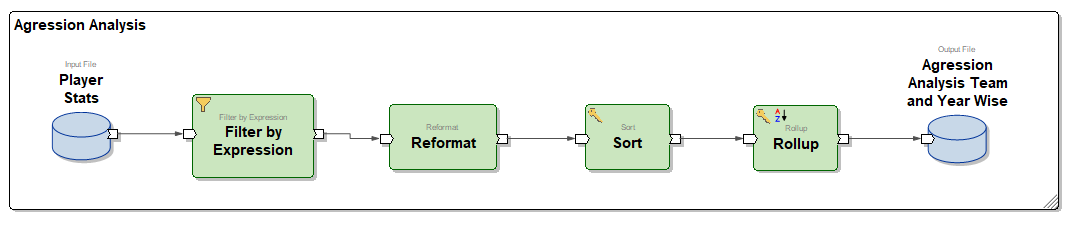 Agression Analysis
Input File
Player
Stats
Filter by Expression
Filter by
Expression
Reformat
Reformat
Sort
Sort
A
Z
Rollup
Rollup
Output File
Agression
Analysis Team
and Year Wise